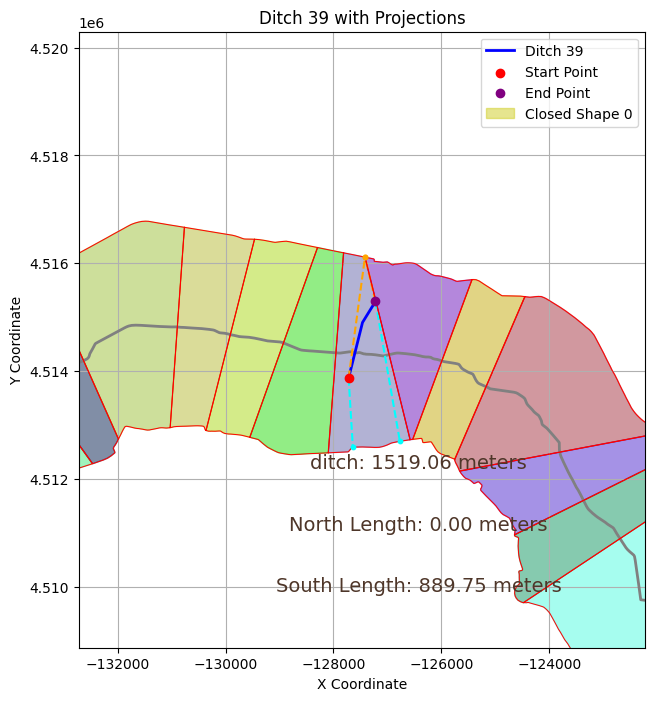 Ditch 39 with Projections
1e6
Ditch 39
Start Point
End Point
Closed Shape 0
4.520
4.518
4.516
4.514
4.512
4.510
Y Coordinate
ditch: 1519.06 meters
North Length: 0.00 meters
South Length: 889.75 meters
−132000 −130000 −128000 −126000 −124000
X Coordinate